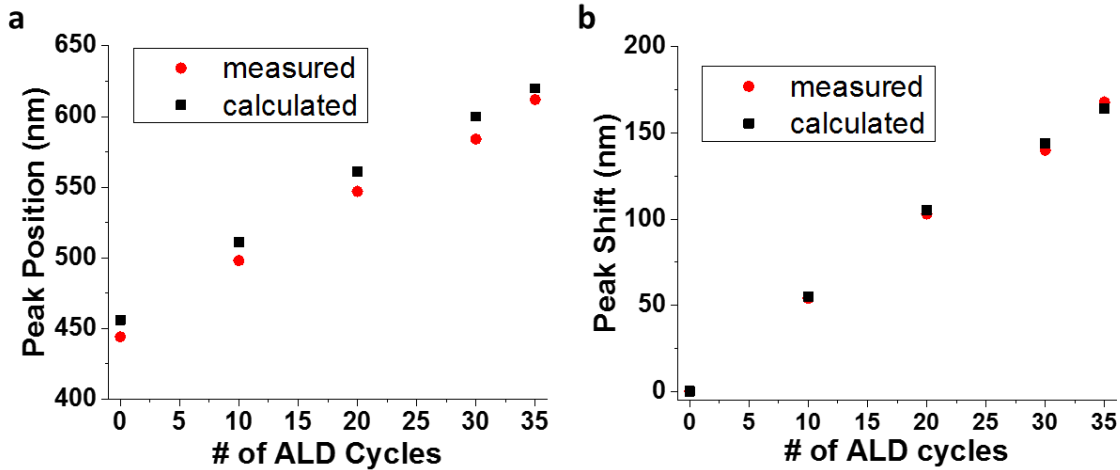 a
650
600
550
500
450
400
Peak Position (nm)
measured
calculated
0 5 10 15 20 25 30 35
# of ALD Cycles
b
200
150
100
50
0
Peak Shift (nm)
measured
calculated
0 5 10 15 20 25 30 35
# of ALD cycles